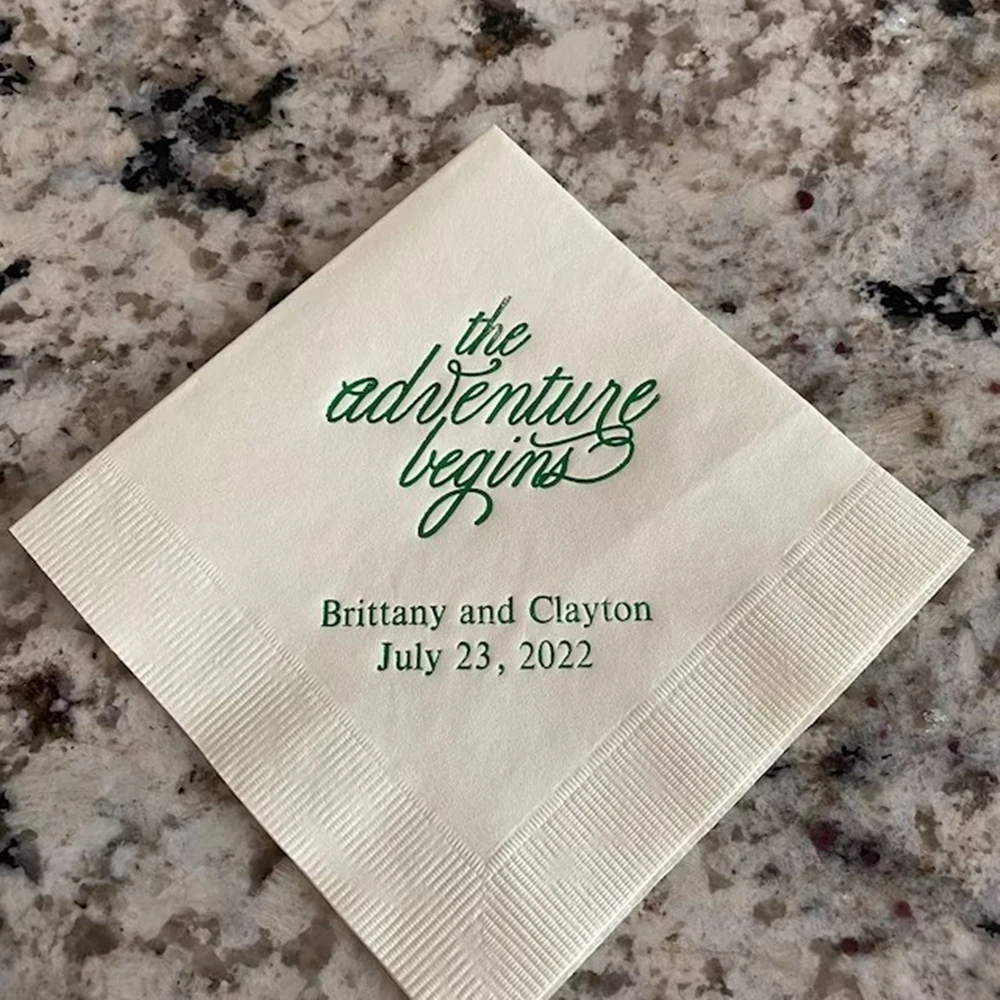 the
adventure
begins
Brittany and Clayton
July 23, 2022